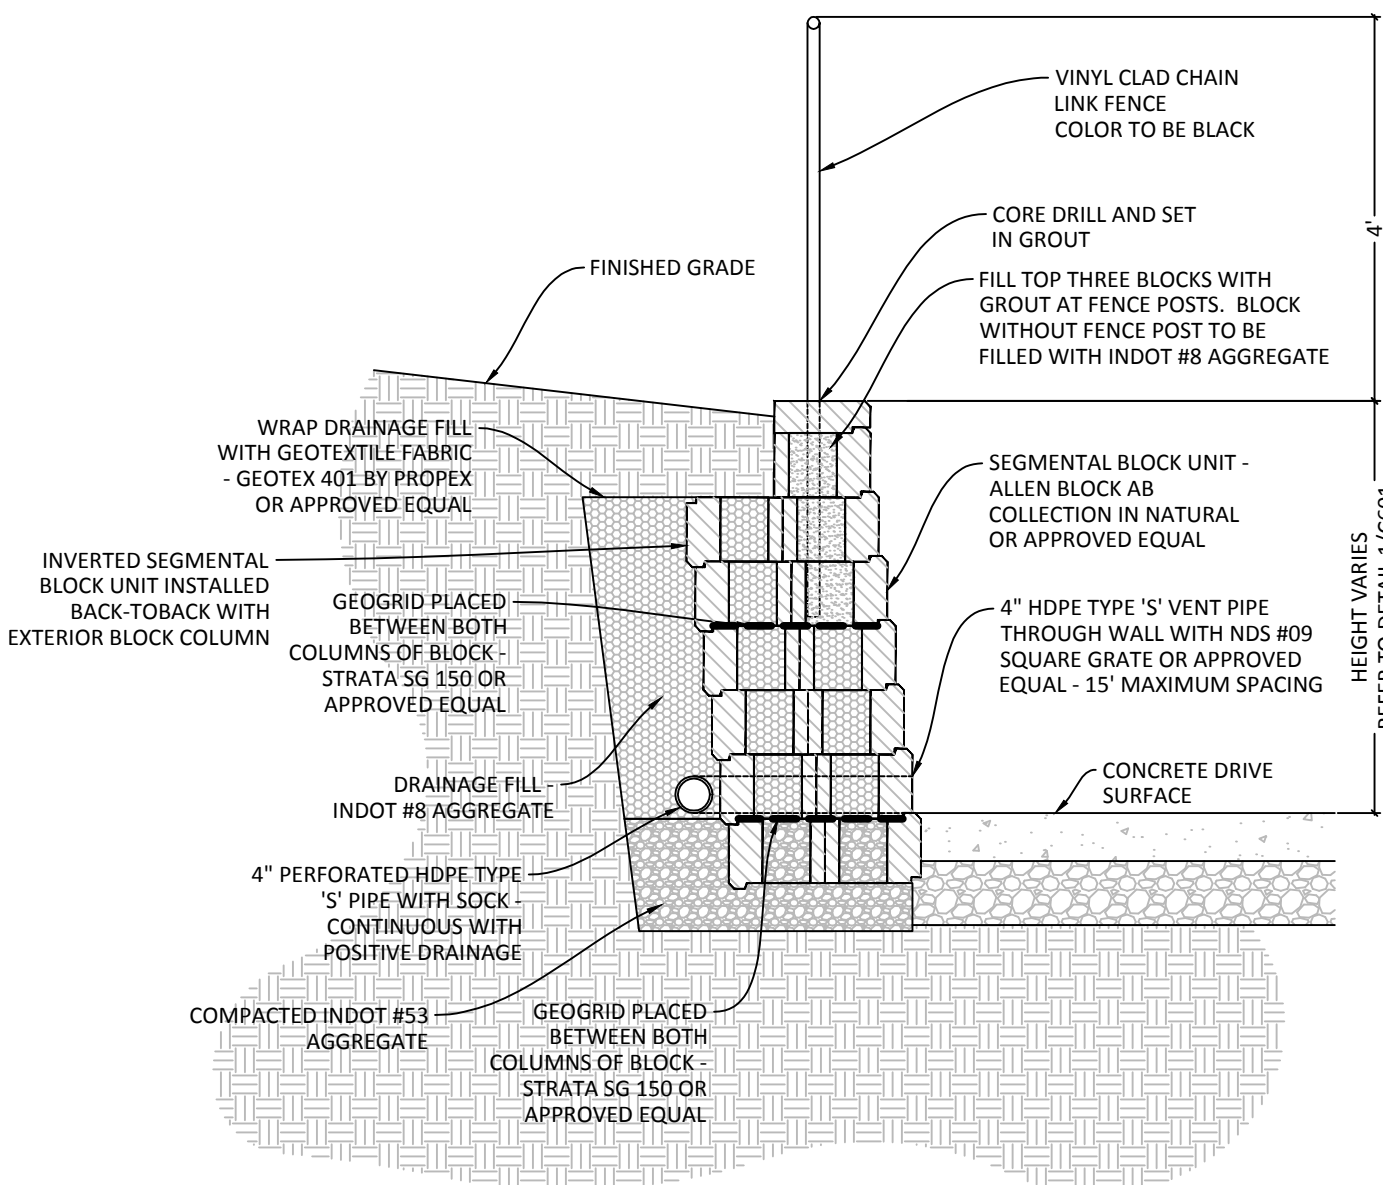 VINYL CLAD CHAIN
LINK FENCE
COLOR TO BE BLACK
CORE DRILL AND SET
IN GROUT
4'
FINISHED GRADE
FILL TOP THREE BLOCKS WITH
GROUT AT FENCE POSTS. BLOCK
WITHOUT FENCE POST TO BE
FILLED WITH INDOT #8 AGGREGATE
WRAP DRAINAGE FILL
WITH GEOTEXTILE FABRIC
- GEOTEX 401 BY PROPEX
OR APPROVED EQUAL
SEGMENTAL BLOCK UNIT -
ALLEN BLOCK AB
COLLECTION IN NATURAL
OR APPROVED EQUAL
INVERTED SEGMENTAL
BLOCK UNIT INSTALLED
BACK-TOBACK WITH
EXTERIOR BLOCK COLUMN
GEOGRID PLACED
BETWEEN BOTH
COLUMNS OF BLOCK -
STRATA SG 150 OR
APPROVED EQUAL
4" HDPE TYPE 'S' VENT PIPE
THROUGH WALL WITH NDS #09
SQUARE GRATE OR APPROVED
EQUAL - 15' MAXIMUM SPACING
HEIGHT VARIES
REFER TO DETAIL
DRAINAGE FILL -
INDOT #8 AGGREGATE
CONCRETE DRIVE
SURFACE
4" PERFORATED HDPE TYPE
'S' PIPE WITH SOCK -
CONTINUOUS WITH
POSITIVE DRAINAGE
COMPACTED INDOT #53
AGGREGATE
GEOGRID PLACED
BETWEEN BOTH
COLUMNS OF BLOCK -
STRATA SG 150 OR
APPROVED EQUAL